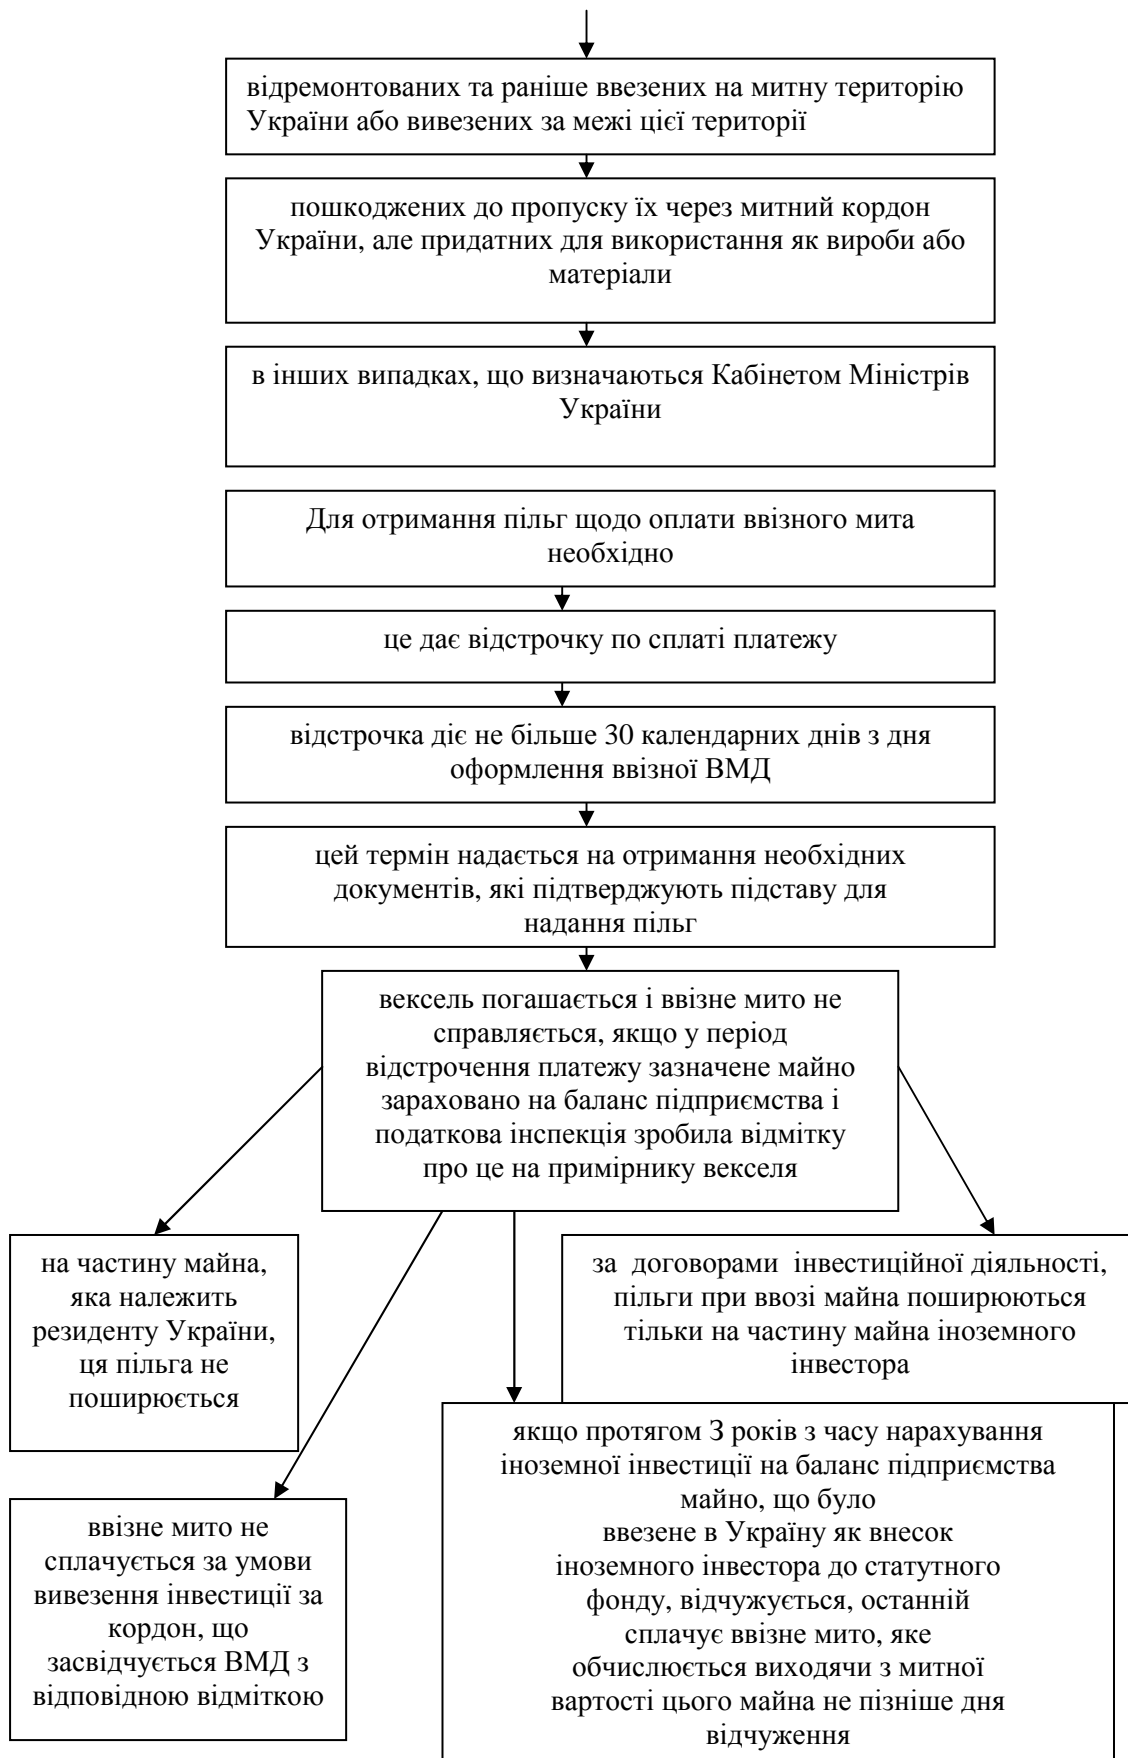 відремонтованих та раніше ввезених на митну територію
України або вивезених за межі цієї території
пошкоджених до пропуску їх через митний кордон
України, але придатних для використання як вироби або
матеріали
в інших випадках, що визначаються Кабінетом Міністрів
України
Для отримання пільг щодо оплати ввізного мита
необхідно
це дає відстрочку по сплаті платежу
відстрочка діє не більше 30 календарних днів з дня
оформлення ввізної ВМД
цей термін надається на отримання необхідних
документів, які підтверджують підставу для
надання пільг
вексель погашається і ввізне мито не
справляється, якщо у період
відстрочення платежу зазначене майно
зараховано на баланс підприємства і
податкова інспекція зробила відмітку
про це на примірнику векселя
на частину майна,
яка належить
резиденту України,
ця пільга не
поширюється
за договорами інвестиційної діяльності,
пільги при ввозі майна поширюються
тільки на частину майна іноземного
інвестора
ввізне мито не
сплачується за умови
вивезення інвестиції за
кордон, що
засвідчується ВМД з
відповідною відміткою
якщо протягом 3 років з часу нарахування
іноземної інвестиції на баланс підприємства
майно, що було
ввезене в Україну як внесок
іноземного інвестора до статутного
фонду, відчужується, останній
сплачує ввізне мито, яке
обчислюється виходячи з митної
вартості цього майна не пізніше дня
відчуження